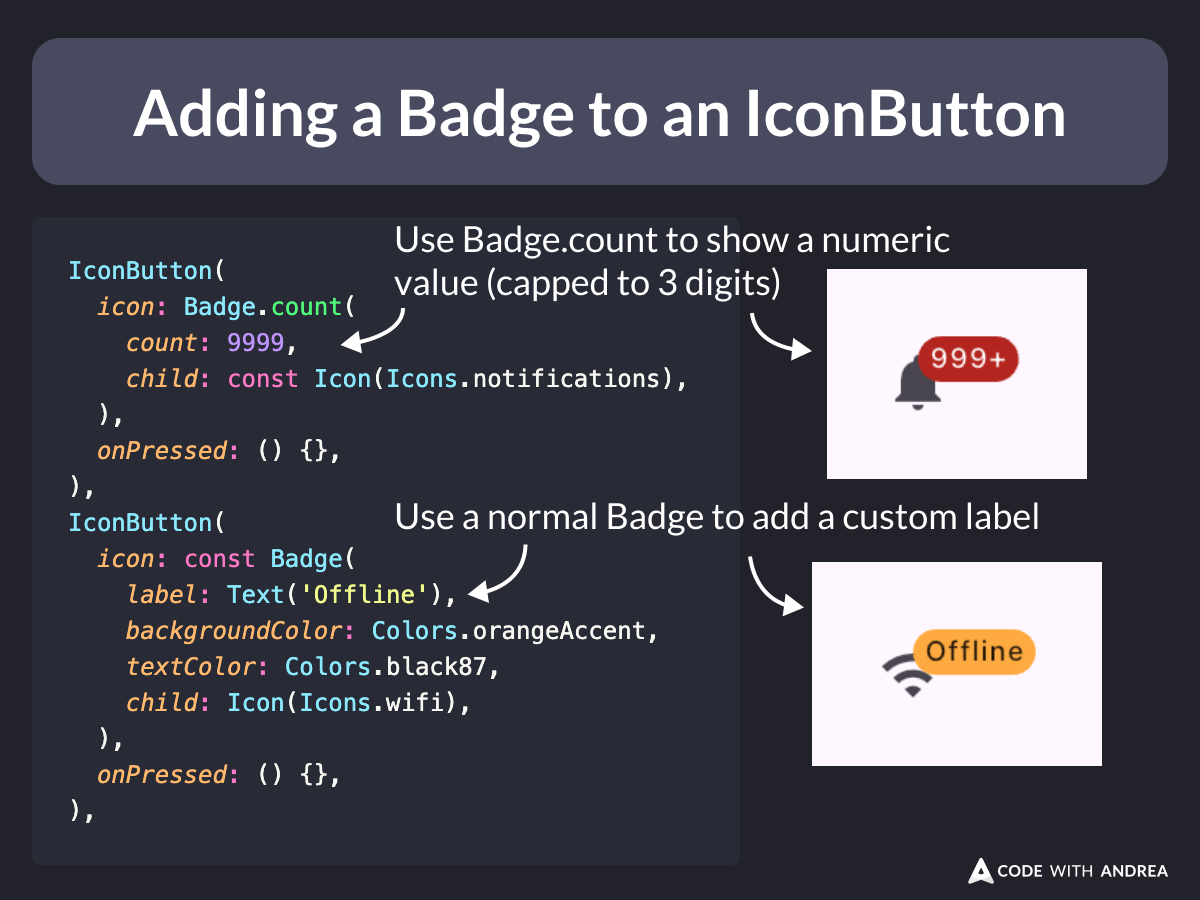 Adding a Badge to an IconButton
Use Badge.count to show a numeric
value (capped to 3 digits)
IconButton(
  icon: Badge.count(
    count: 9999,
    child: const Icon(Icons.notifications),
  ),
  onPressed: () {},
),
999+
Use a normal Badge to add a custom label
IconButton(
  icon: const Badge(
    label: Text('Offline'),
    backgroundColor: Colors.orangeAccent,
    textColor: Colors.black87,
    child: Icon(Icons.wifi),
  ),
  onPressed: () {},
),
Offline
CODE WITH ANDREA